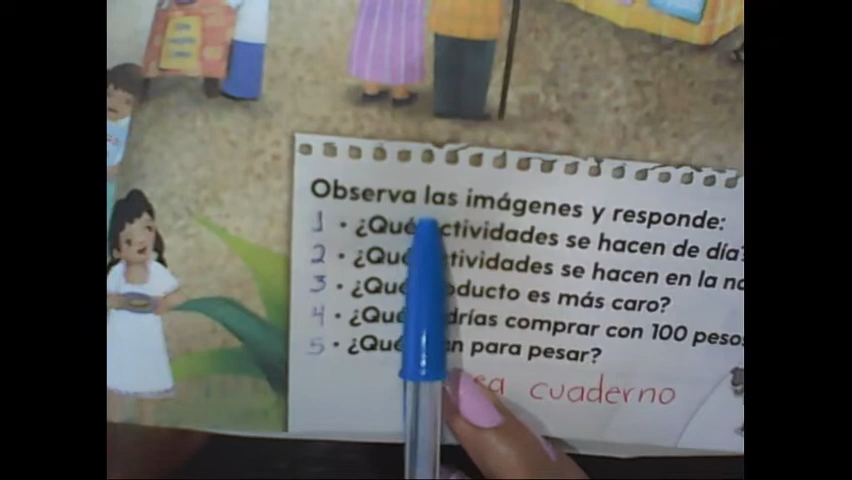 Observa las imágenes y responde:
1 • ¿Qué actividades se hacen de día?
2 • ¿Qué actividades se hacen en la
3 • ¿Qué producto es más caro?
4 • ¿Qué podrías comprar con 100 pesos
5 • ¿Qué para pesar?
cuaderno